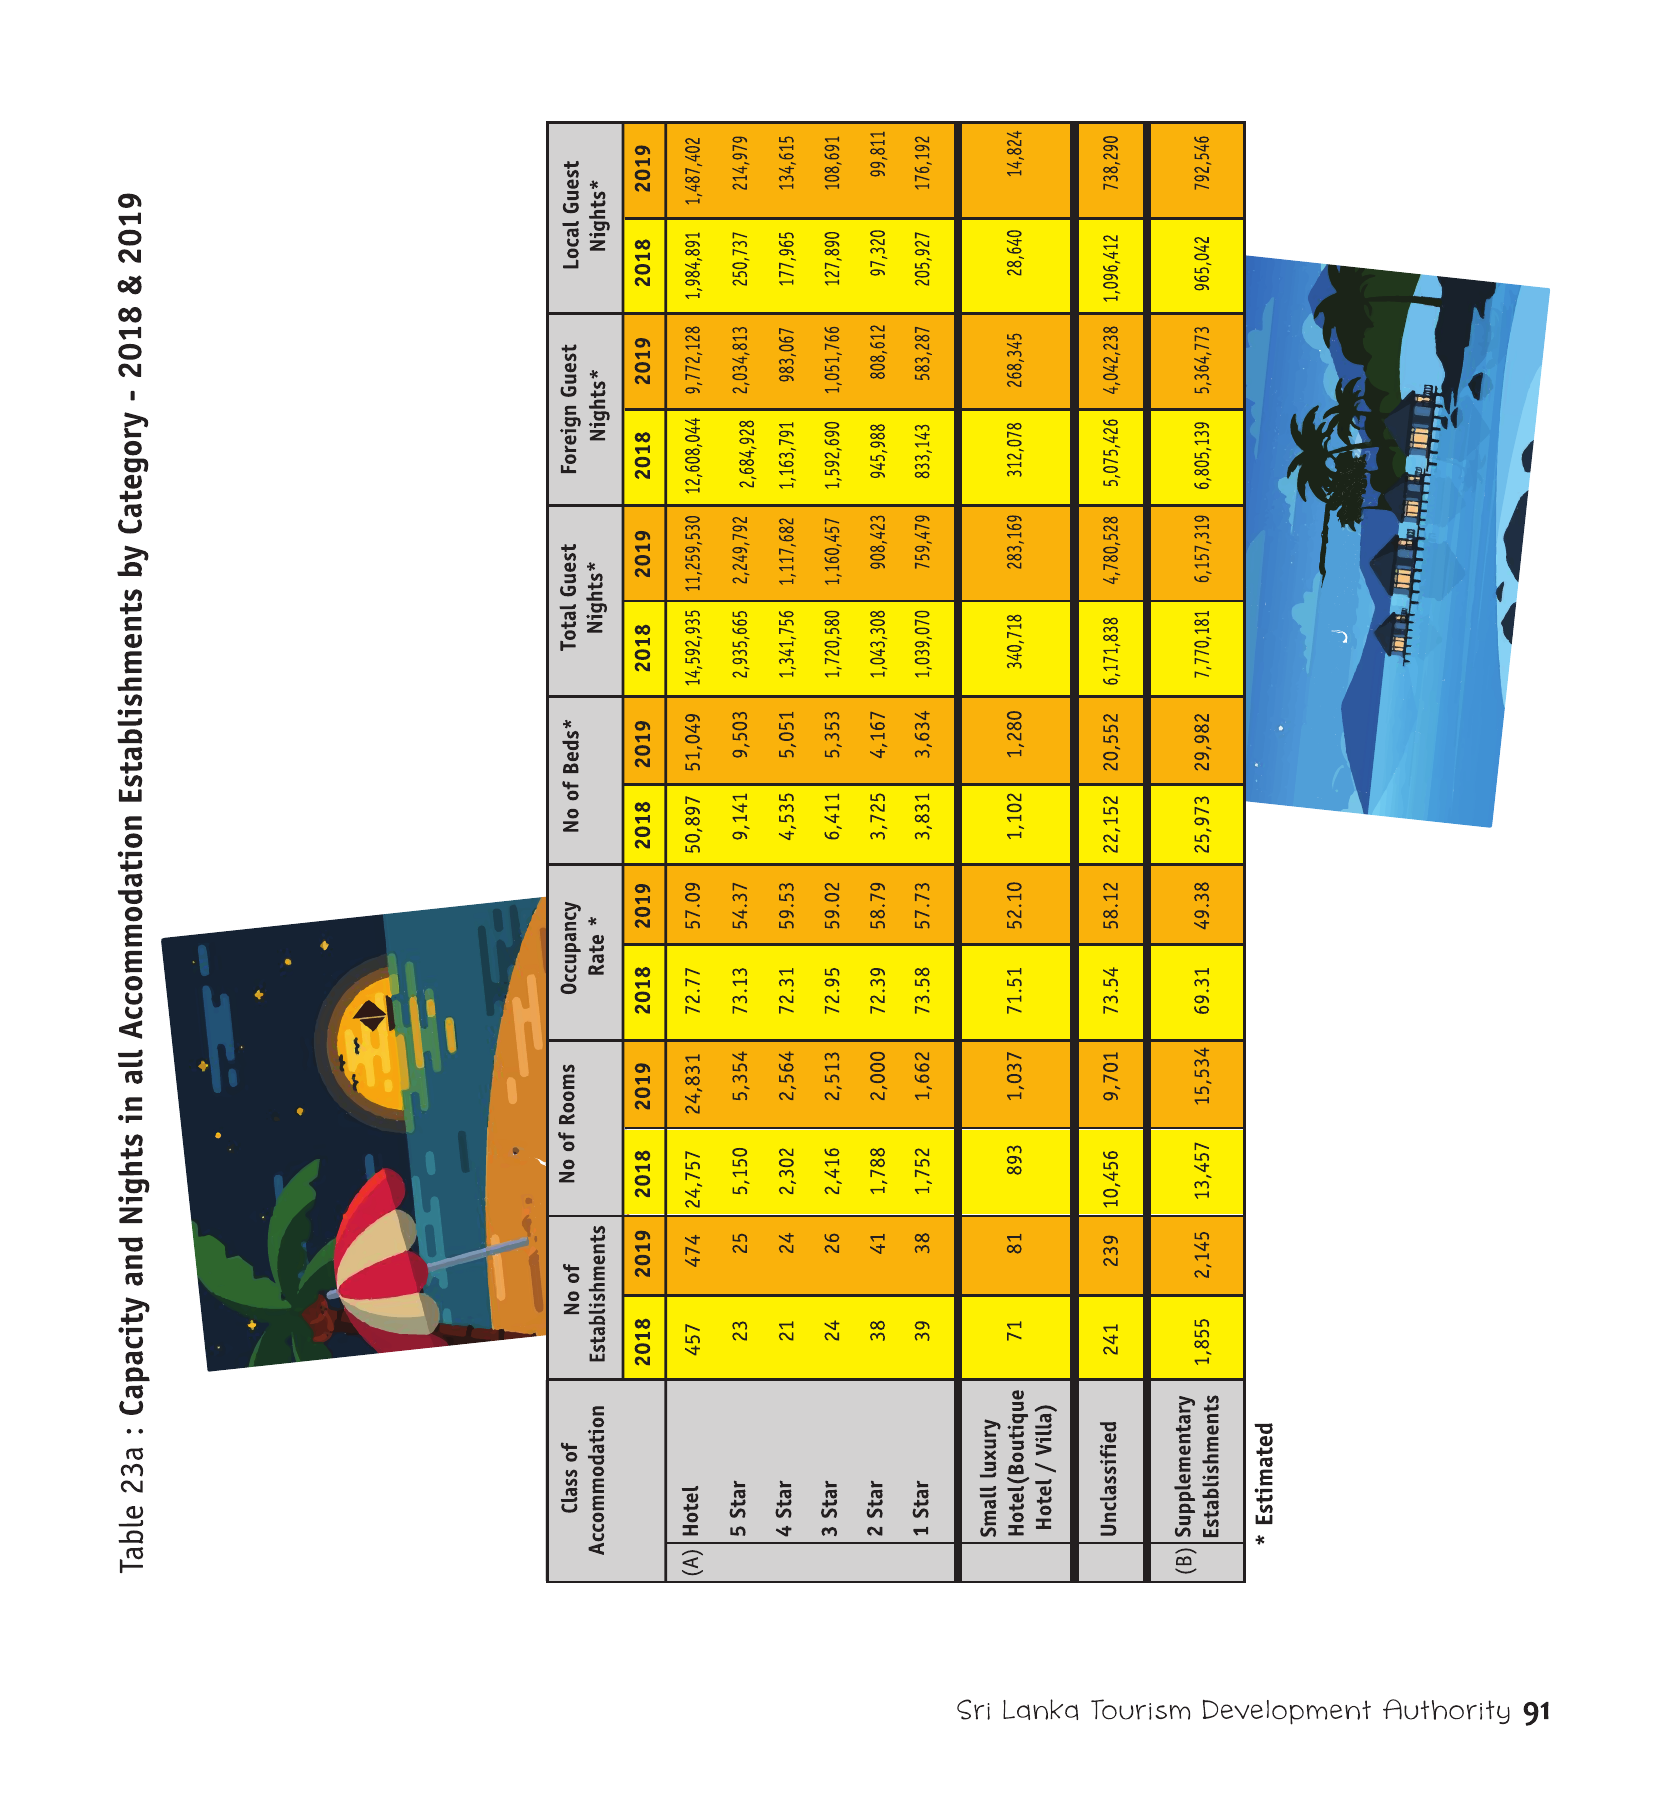 Table 23a : Capacity and Nights in all Accommodation Establishments by Category - 2018 & 2019
Class of Accommodation | No of Establishments | No of Rooms | Occupancy Rate * | No of Beds* | Total Guest Nights* | Foreign Guest Nights* | Local Guest Nights*
2018 2019 2018 2019 2018 2019 2018 2019 2018 2019 2018 2019 2018 2019
(A) Hotel 457 474 24,757 24,831 72.77 57.09 50,897 51,049 14,592,935 11,259,530 12,608,044 9,772,128 1,984,891 1,487,402
5 Star 23 25 5,150 5,354 73.13 54.37 9,141 9,503 2,935,665 2,249,792 2,684,928 2,034,813 250,737 214,979
4 Star 21 24 2,302 2,564 72.31 59.53 4,535 5,051 1,341,756 1,117,682 1,163,791 983,067 177,965 134,615
3 Star 24 26 2,416 2,513 72.95 59.02 6,411 5,353 1,720,580 1,160,457 1,592,690 1,051,766 127,890 108,691
2 Star 38 41 1,788 2,000 72.39 58.79 3,725 4,167 1,043,308 908,423 945,988 808,612 97,320 99,811
1 Star 39 38 1,752 1,662 73.58 57.73 3,831 3,634 1,039,070 759,479 833,143 583,287 205,927 176,192
Small luxury Hotel(Boutique Hotel / Villa) 71 81 893 1,037 71.51 52.10 1,102 1,280 340,718 283,169 312,078 268,345 28,640 14,824
Unclassified 241 239 10,456 9,701 73.54 58.12 22,152 20,552 6,171,838 4,780,528 5,075,426 4,042,238 1,096,412 738,290
(B) Supplementary Establishments 1,855 2,145 13,457 15,534 69.31 49.38 25,973 29,982 7,770,181 6,157,319 6,805,139 5,364,773 965,042 792,546
* Estimated
Sri Lanka Tourism Development Authority 91